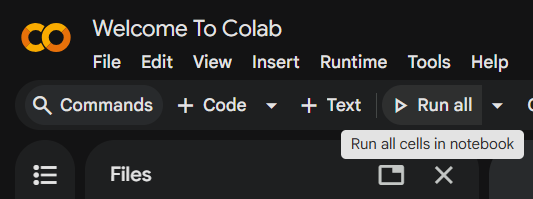 Welcome To Colab
File Edit View Insert Runtime Tools Help
Commands + Code + Text Run all
Run all cells in notebook
Files